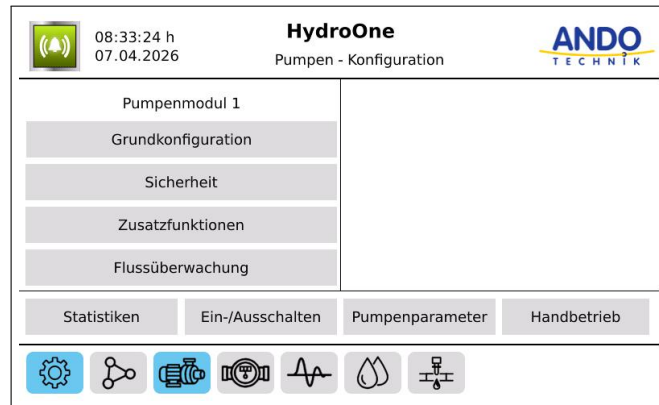 08:33:24 h
07.04.2026
HydroOne
Pumpen - Konfiguration
ANDO
TECHNIK
Pumpenmodul 1
Grundkonfiguration
Sicherheit
Zusatzfunktionen
Flussüberwachung
Statistiken
Ein-/Ausschalten
Pumpenparameter
Handbetrieb